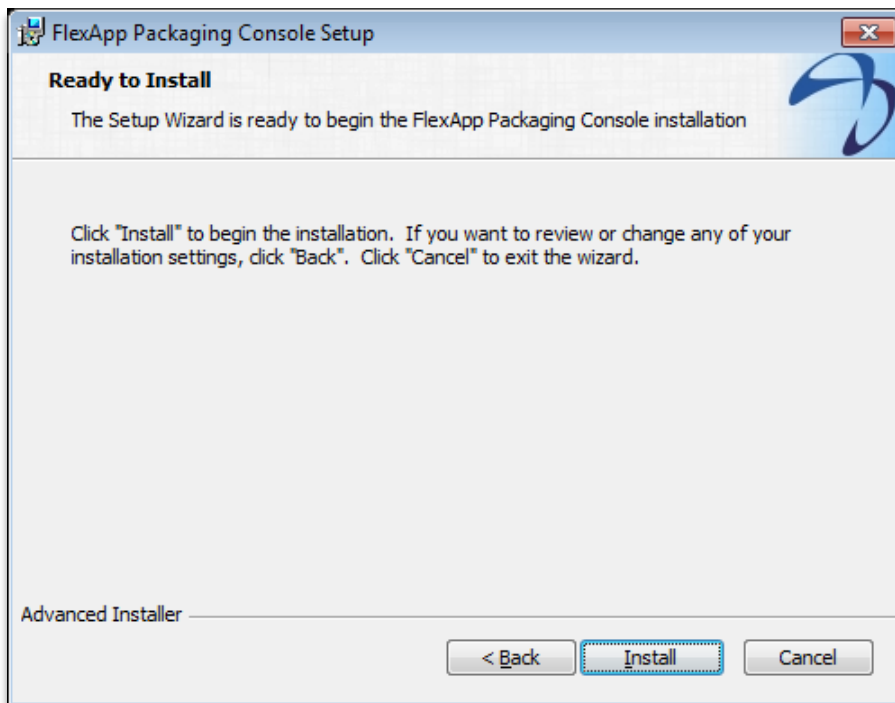 FlexApp Packaging Console Setup
Ready to Install
The Setup Wizard is ready to begin the FlexApp Packaging Console installation
Click "Install" to begin the installation.  If you want to review or change any of your
installation settings, click "Back".  Click "Cancel" to exit the wizard.
Advanced Installer
< Back
Install
Cancel